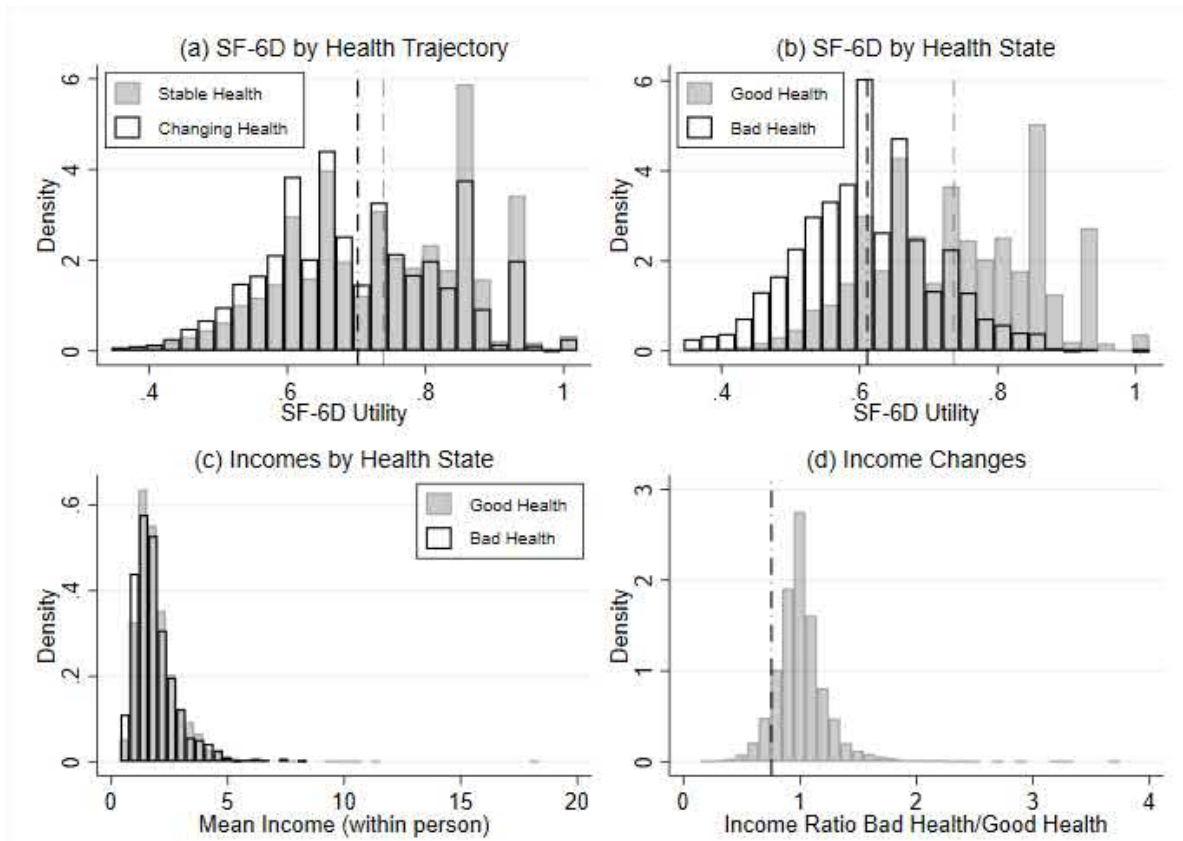 (a) SF-6D by Health Trajectory
Stable Health
Changing Health
Density
6
4
2
0
.4 .6 .8 1
SF-6D Utility
(b) SF-6D by Health State
Good Health
Bad Health
Density
6
4
2
0
.4 .6 .8 1
SF-6D Utility
(c) Incomes by Health State
Good Health
Bad Health
Density
.6
.4
.2
0
0 5 10 15 20
Mean Income (within person)
(d) Income Changes
Density
3
2
1
0
0 1 2 3 4
Income Ratio Bad Health/Good Health